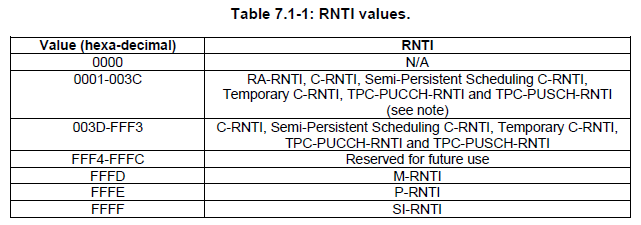 Table 7.1-1: RNTI values.
Value (hexa-decimal) RNTI
0000 N/A
0001-003C RA-RNTI, C-RNTI, Semi-Persistent Scheduling C-RNTI,
Temporary C-RNTI, TPC-PUCCH-RNTI and TPC-PUSCH-RNTI
(see note)
003D-FFF3 C-RNTI, Semi-Persistent Scheduling C-RNTI, Temporary C-RNTI,
TPC-PUCCH-RNTI and TPC-PUSCH-RNTI
FFF4-FFFC Reserved for future use
FFFD M-RNTI
FFFE P-RNTI
FFFF SI-RNTI